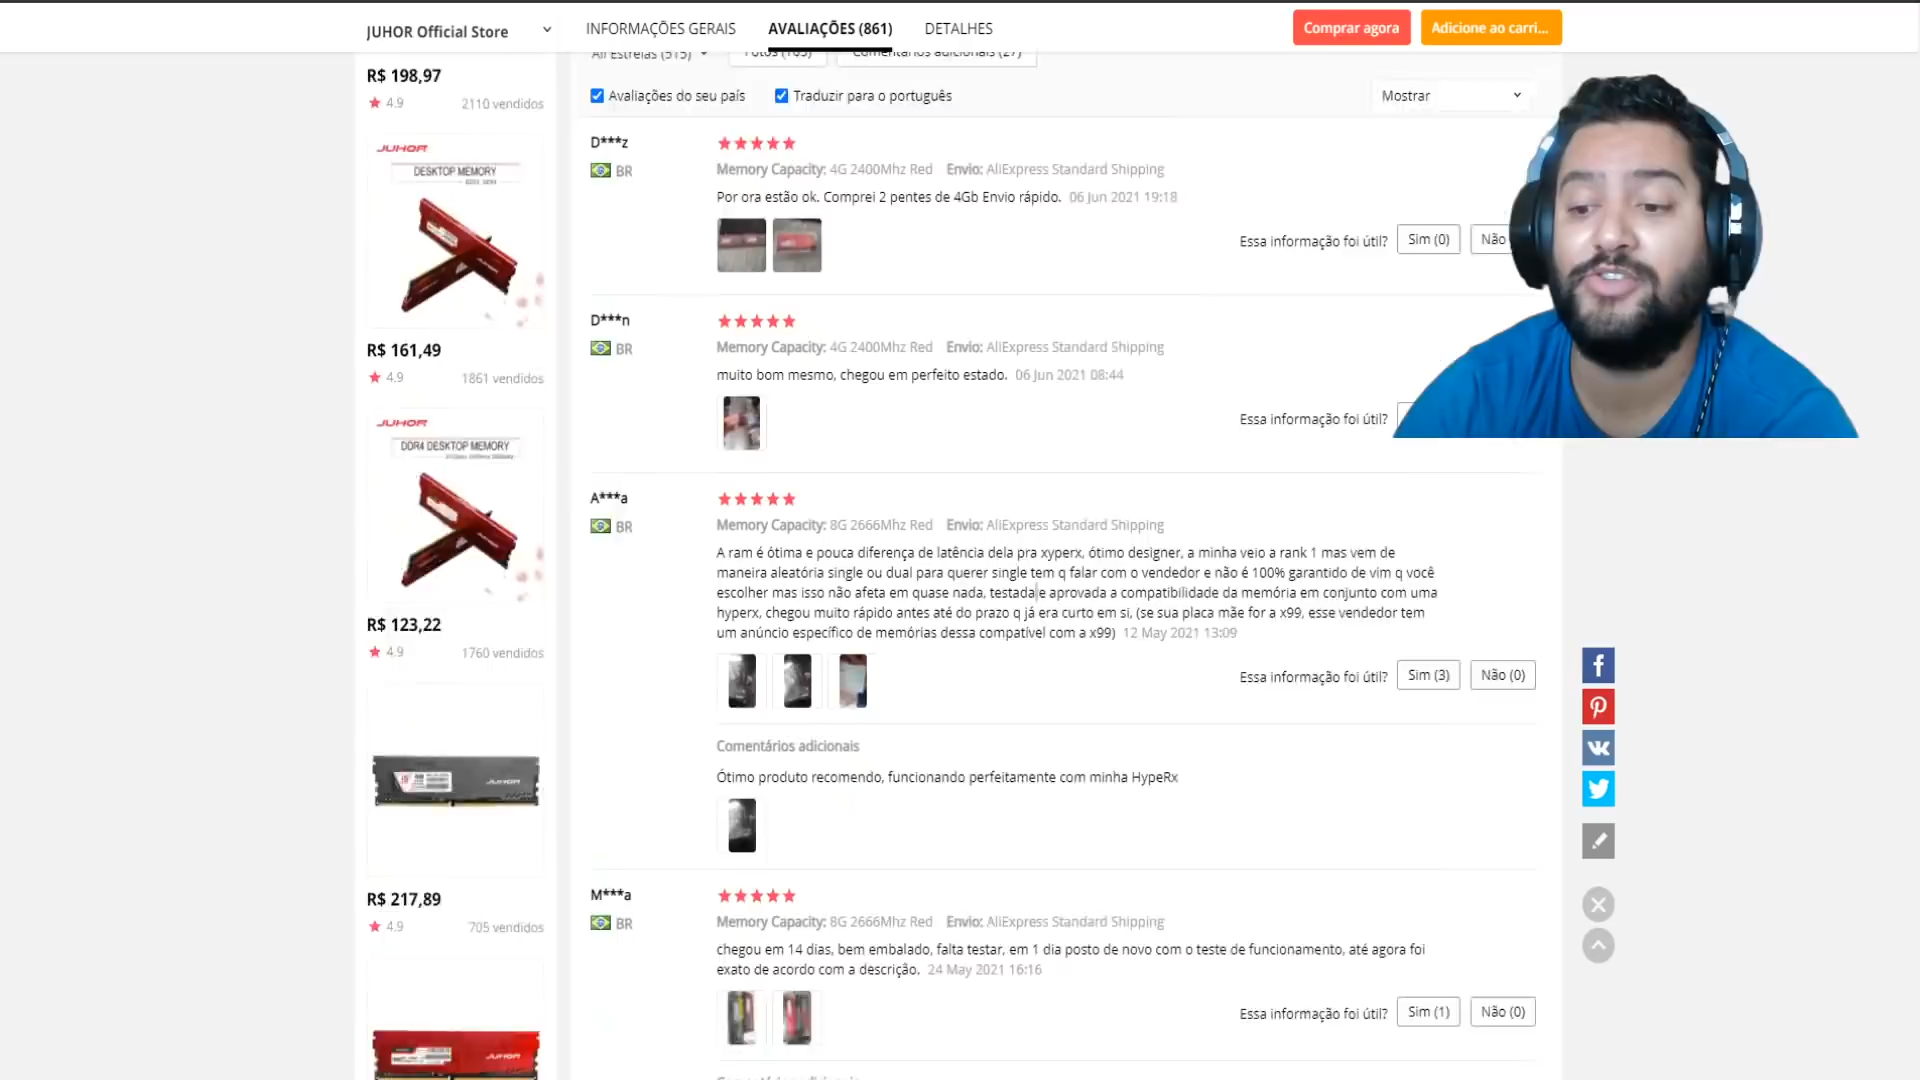 JUHOR Official Store
INFORMAÇÕES GERAIS
AVALIAÇÕES (861)
DETALHES
Comprar agora
Adicione ao carri...
All Estrelas (515)
Fotos (165)
Comentários adicionais (27)
Avaliações do seu país
Traduzir para o português
Mostrar
R$ 198,97
4.9
2110 vendidos
JUHOR
DESKTOP MEMORY
R$ 161,49
4.9
1861 vendidos
JUHOR
DDR4 DESKTOP MEMORY
R$ 123,22
4.9
1760 vendidos
JUHOR
R$ 217,89
4.9
705 vendidos
JUHOR
D***z
BR
Memory Capacity: 4G 2400Mhz Red Envio: AliExpress Standard Shipping
Por ora estão ok. Comprei 2 pentes de 4Gb Envio rápido. 06 Jun 2021 19:18
Essa informação foi útil? Sim (0) Não
D***n
BR
Memory Capacity: 4G 2400Mhz Red Envio: AliExpress Standard Shipping
muito bom mesmo, chegou em perfeito estado. 06 Jun 2021 08:44
Essa informação foi útil?
A***a
BR
Memory Capacity: 8G 2666Mhz Red Envio: AliExpress Standard Shipping
A ram é ótima e pouca diferença de latência dela pra xyperx, ótimo designer, a minha veio a rank 1 mas vem de
maneira aleatória single ou dual para querer single tem q falar com o vendedor e não é 100% garantido de vim q você
escolher mas isso não afeta em quase nada, testada e aprovada a compatibilidade da memória em conjunto com uma
hyperx, chegou muito rápido antes até do prazo q já era curto em si, (se sua placa mãe for a x99, esse vendedor tem
um anúncio específico de memórias dessa compatível com a x99) 12 May 2021 13:09
Essa informação foi útil? Sim (3) Não (0)
Comentários adicionais
Ótimo produto recomendo, funcionando perfeitamente com minha HypeRx
M***a
BR
Memory Capacity: 8G 2666Mhz Red Envio: AliExpress Standard Shipping
chegou em 14 dias, bem embalado, falta testar, em 1 dia posto de novo com o teste de funcionamento, até agora foi
exato de acordo com a descrição. 24 May 2021 16:16
Essa informação foi útil? Sim (1) Não (0)